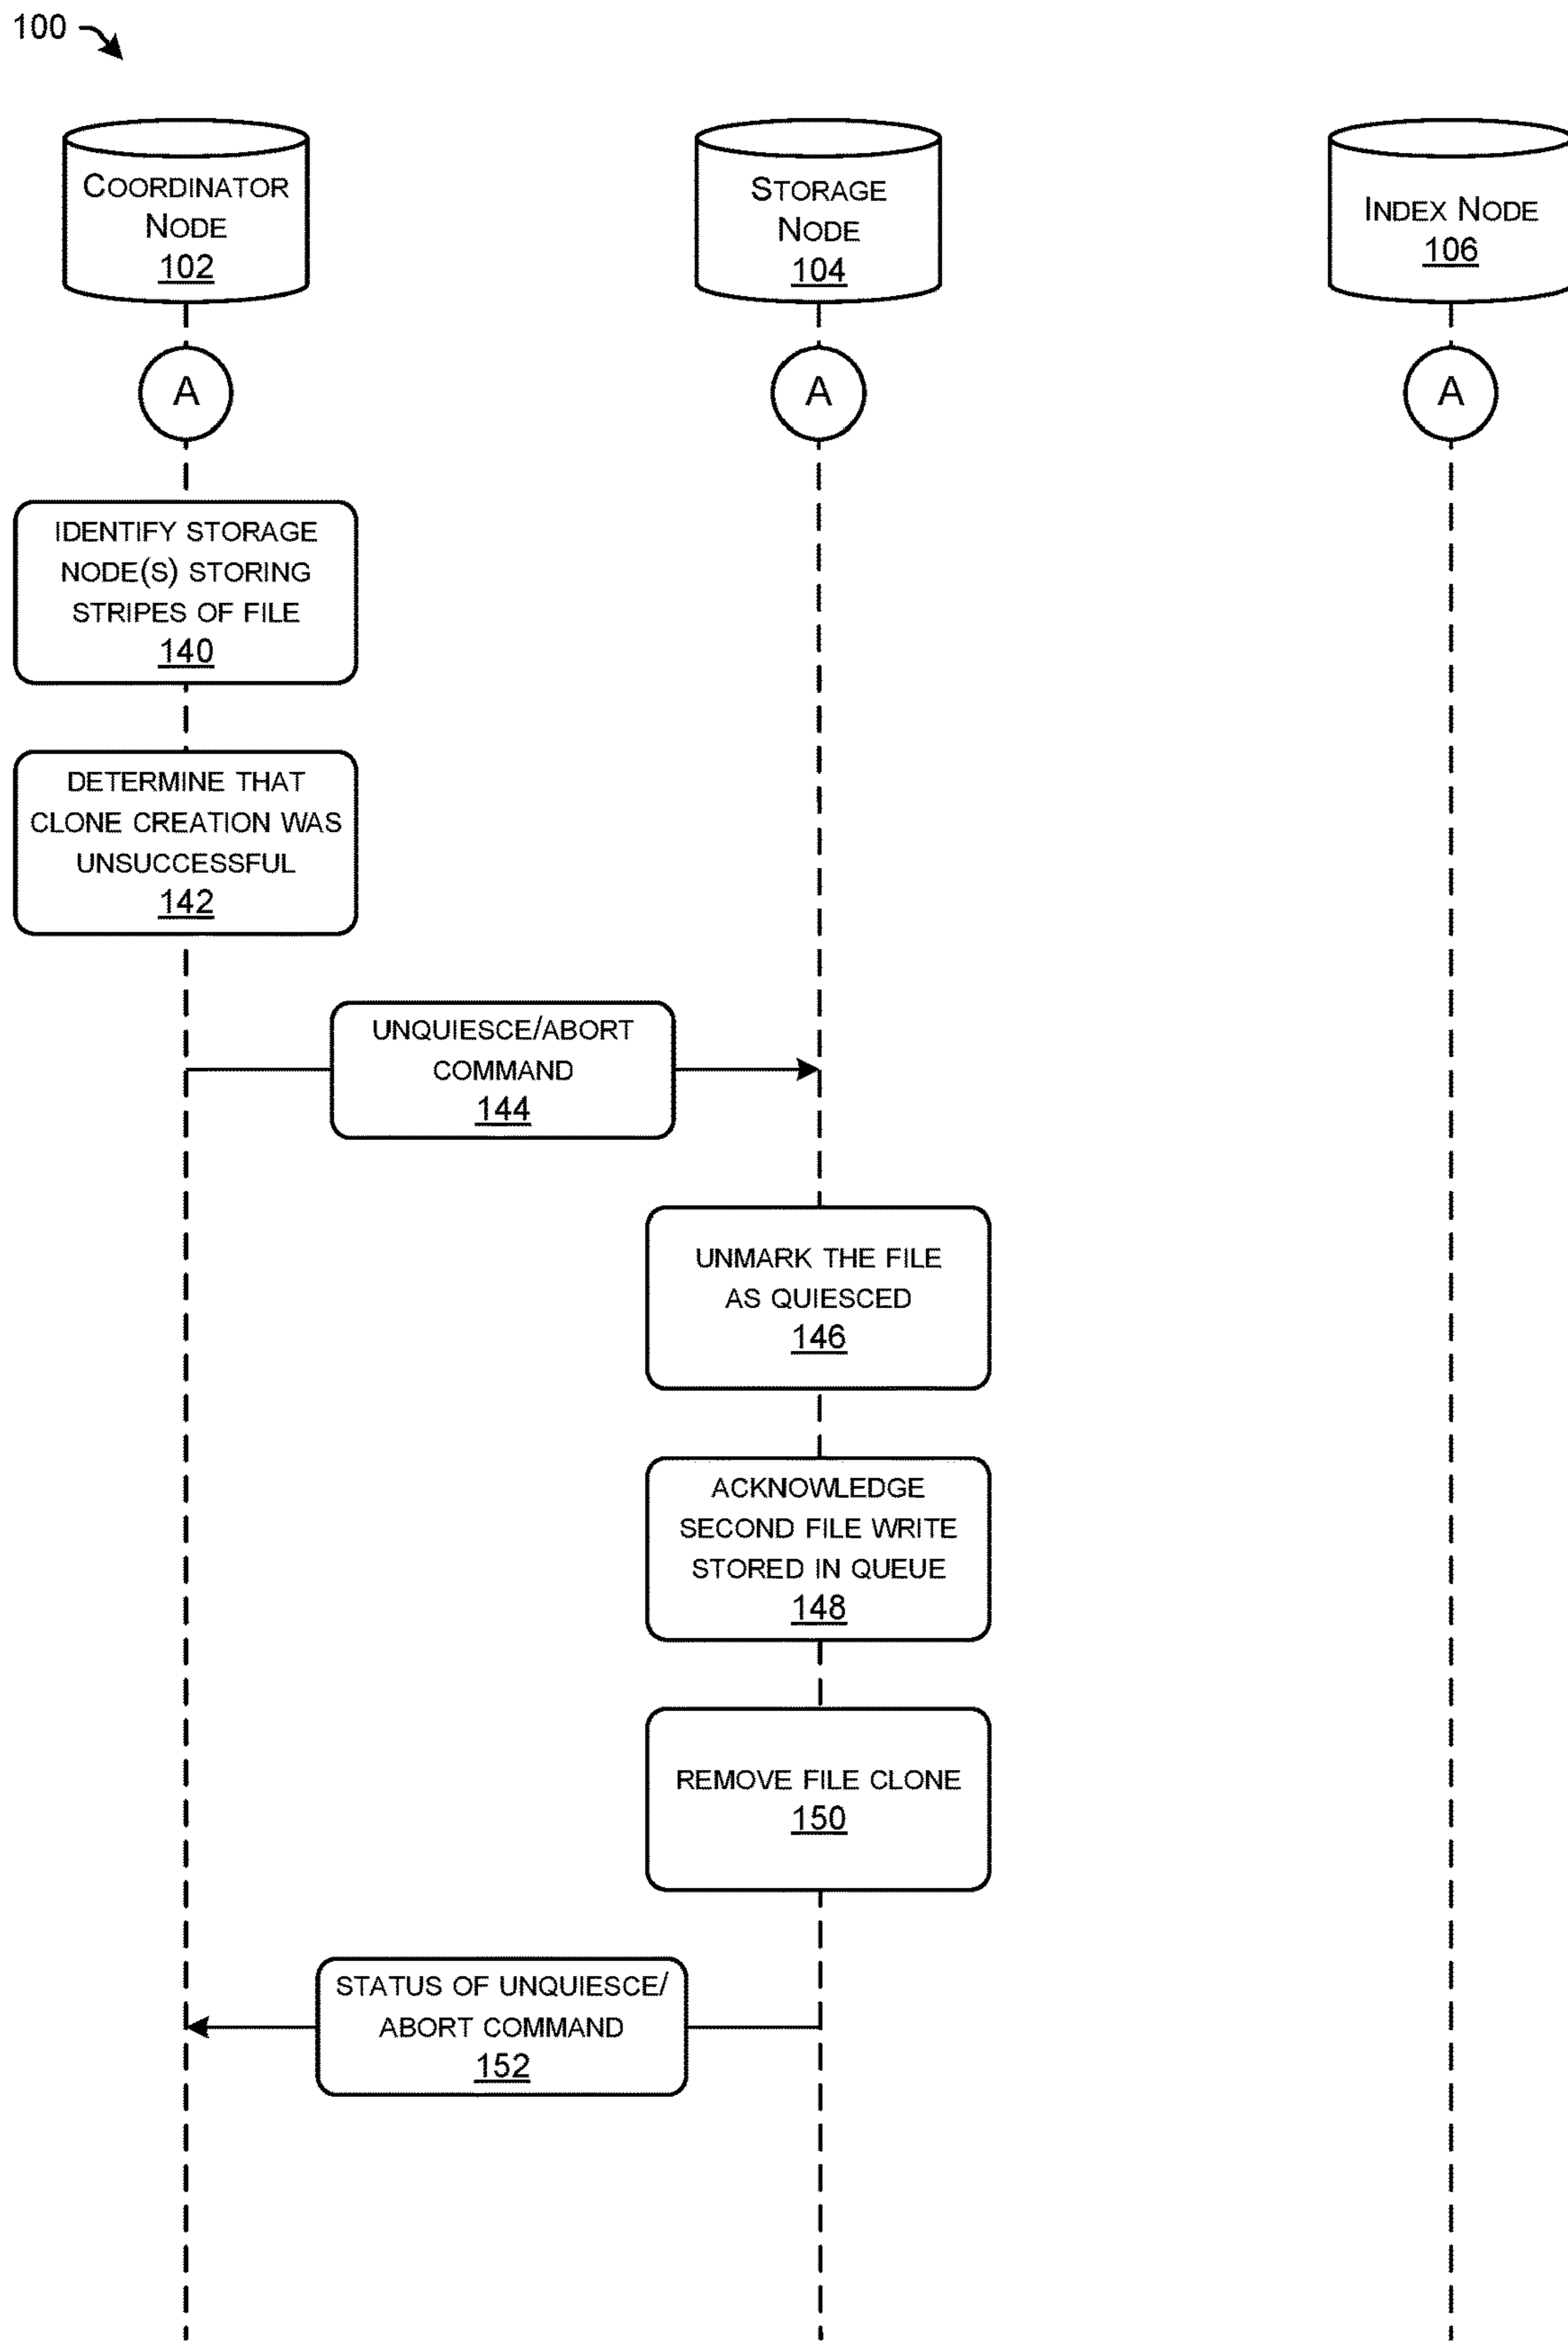 100
COORDINATOR
NODE
102
STORAGE
NODE
104
INDEX NODE
106
A
A
A
IDENTIFY STORAGE
NODE(S) STORING
STRIPES OF FILE
140
DETERMINE THAT
CLONE CREATION WAS
UNSUCCESSFUL
142
UNQUIESCE/ABORT
COMMAND
144
UNMARK THE FILE
AS QUIESCED
146
ACKNOWLEDGE
SECOND FILE WRITE
STORED IN QUEUE
148
REMOVE FILE CLONE
150
STATUS OF UNQUIESCE/
ABORT COMMAND
152